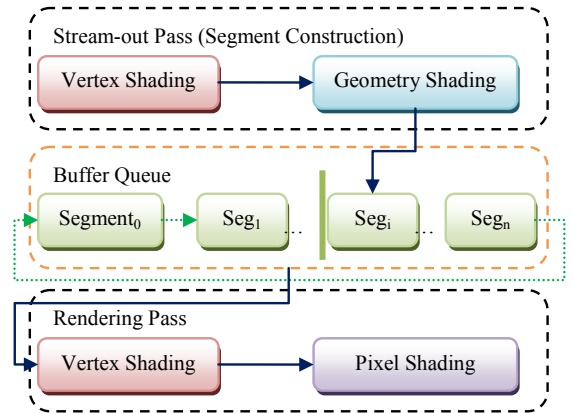 Stream-out Pass (Segment Construction)
Vertex Shading
Geometry Shading
Buffer Queue
Segment₀
Seg₁
...
Segᵢ
...
Segₙ
Rendering Pass
Vertex Shading
Pixel Shading